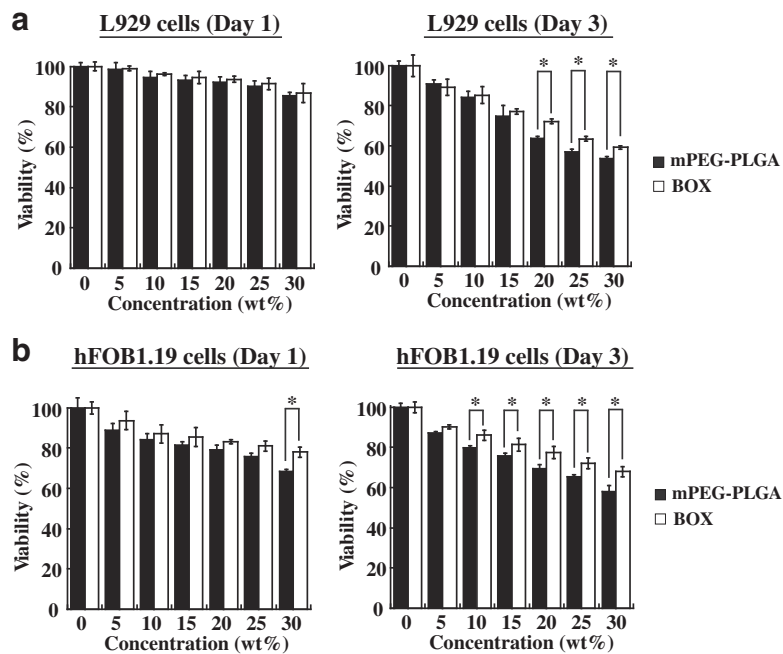 a
L929 cells (Day 1)
L929 cells (Day 3)
Viability (%)
100
80
60
40
20
0
0 5 10 15 20 25 30
Concentration (wt%)
Viability (%)
100
80
60
40
20
0
* * *
0 5 10 15 20 25 30
Concentration (wt%)
mPEG-PLGA
BOX
b
hFOB1.19 cells (Day 1)
hFOB1.19 cells (Day 3)
Viability (%)
100
80
60
40
20
0
*
0 5 10 15 20 25 30
Concentration (wt%)
Viability (%)
100
80
60
40
20
0
* * * * *
0 5 10 15 20 25 30
Concentration (wt%)
mPEG-PLGA
BOX